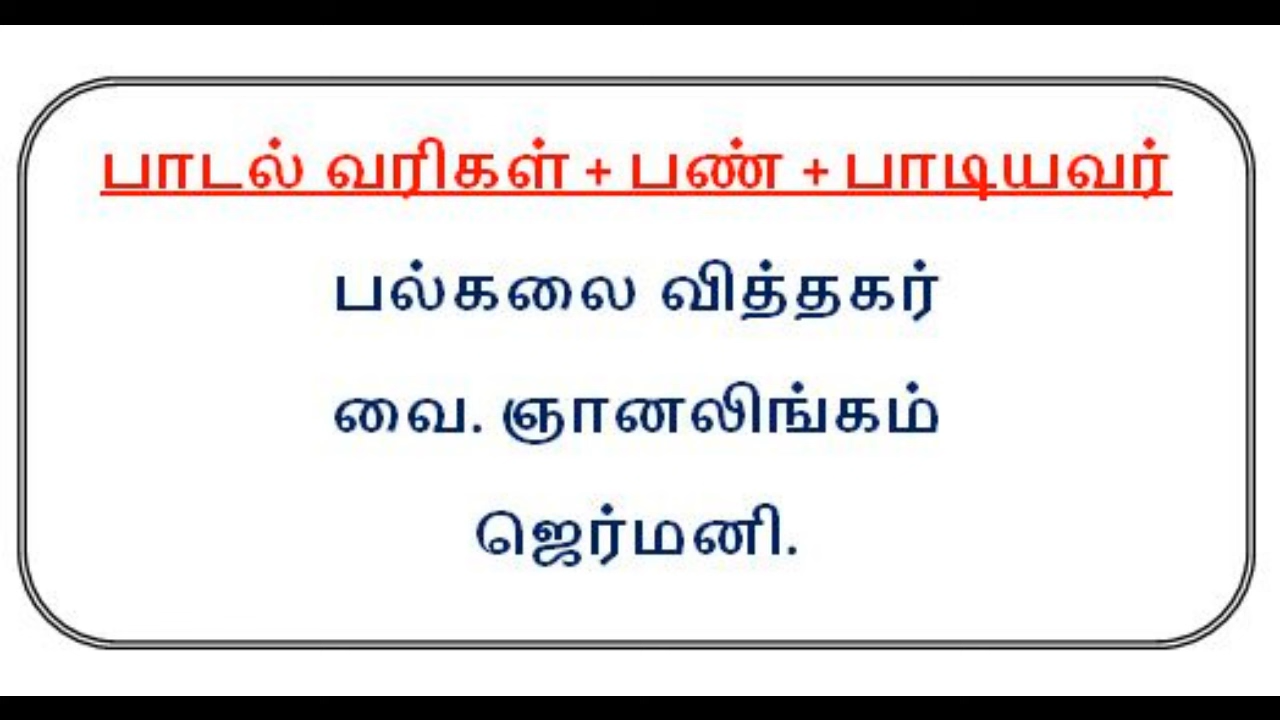 பாடல் வரிகள் + பண் + பாடியவர்
பல்கலை வித்தகர்
வை. ஞானலிங்கம்
ஜெர்மனி.